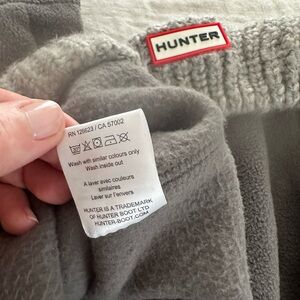 HUNTER
RN 126623 / CA 57002
Wash with similar colours only
Wash inside out
A laver avec couleurs
similaires
Laver sur l'envers
HUNTER IS A TRADEMARK
OF HUNTER BOOT LTD
HUNTER-BOOT.COM